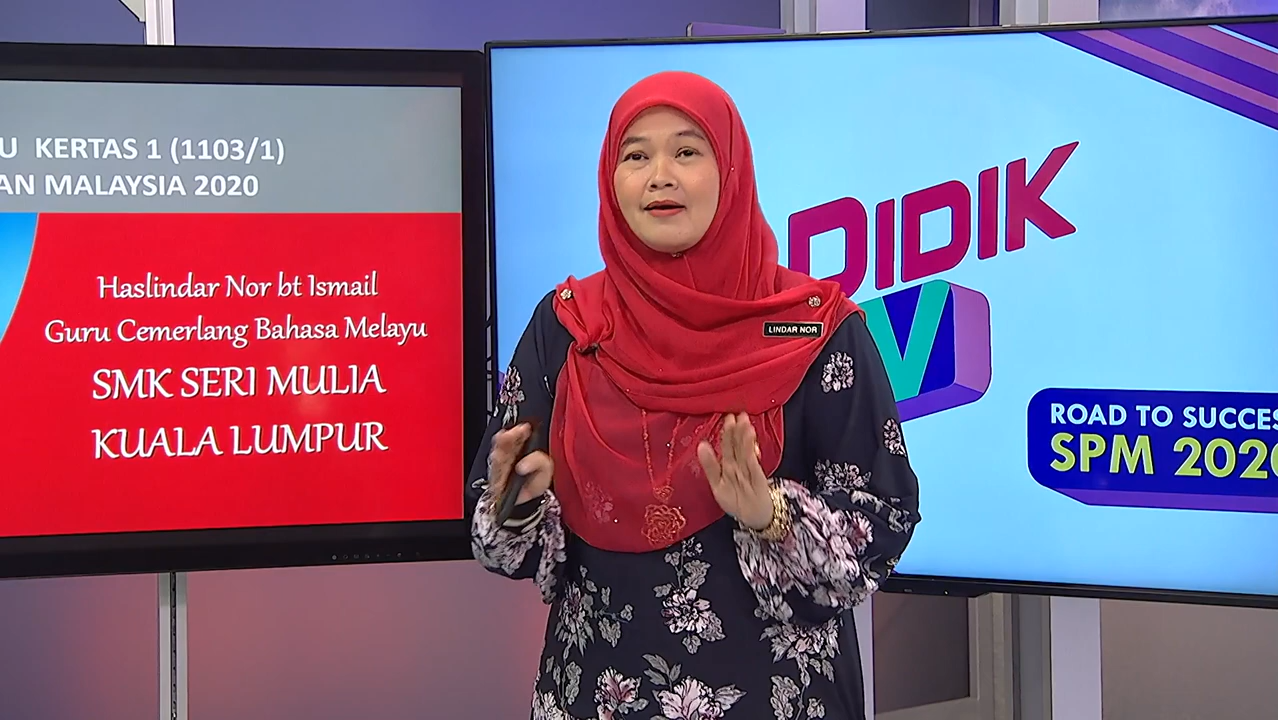 U KERTAS 1 (1103/1)
AN MALAYSIA 2020
Haslindar Nor bt Ismail
Guru Cemerlang Bahasa Melayu
SMK SERI MULIA
KUALA LUMPUR
LINDAR NOR
DIDIK
V
ROAD TO SUCCES
SPM 2020